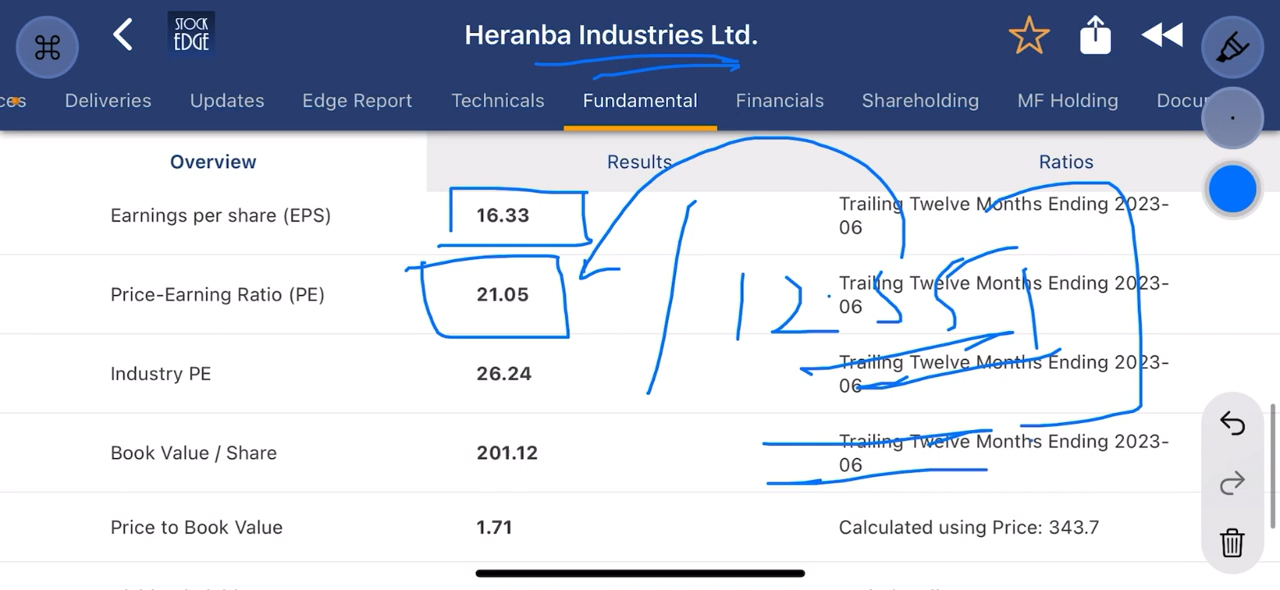 STOCK
EDGE
Heranba Industries Ltd.
Deliveries Updates Edge Report Technicals Fundamental Financials Shareholding MF Holding
Overview Results Ratios
Earnings per share (EPS) 16.33 Trailing Twelve Months Ending 2023-
06
Price-Earning Ratio (PE) 21.05 Trailing Twelve Months Ending 2023-
06
12.551
Industry PE 26.24 Trailing Twelve Months Ending 2023-
06
Book Value / Share 201.12 Trailing Twelve Months Ending 2023-
06
Price to Book Value 1.71 Calculated using Price: 343.7